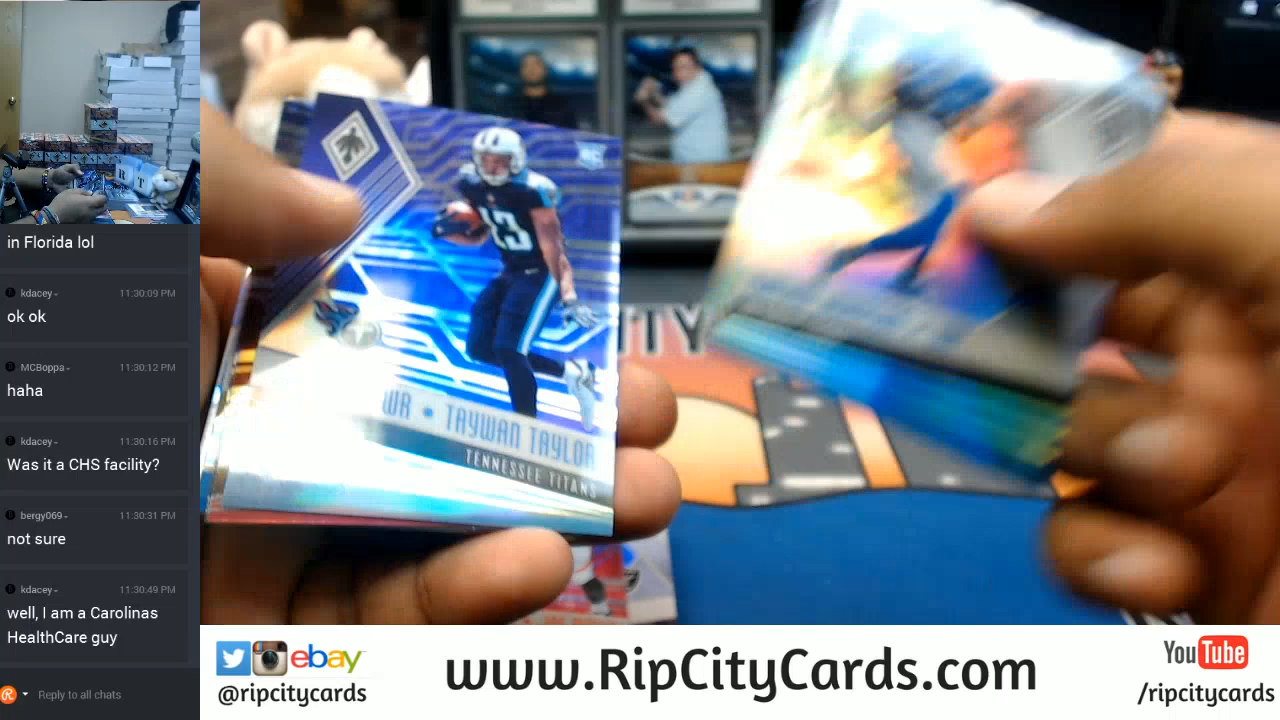 in Florida lol
kdacey- 11:30:09 PM
ok ok
MCBoppa- 11:30:12 PM
haha
kdacey- 11:30:16 PM
Was it a CHS facility?
bergy069- 11:30:31 PM
not sure
kdacey- 11:30:49 PM
well, I am a Carolinas
HealthCare guy
Reply to all chats
13
WR • TAYWAN TAYLOR
TENNESSEE TITANS
ITY
ebay
@ripcitycards
www.RipCityCards.com
YouTube
/ripcitycards